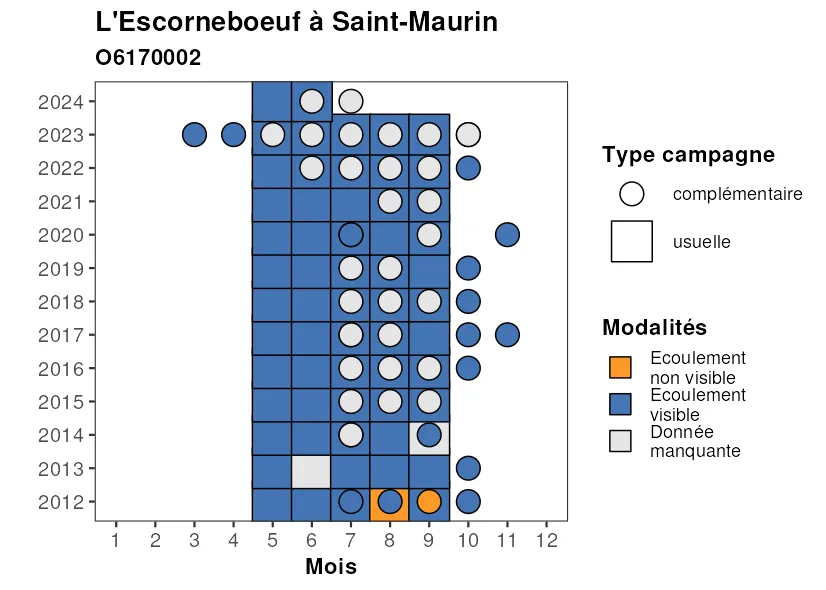 L'Escorneboeuf à Saint-Maurin
O6170002
2024
2023
2022
2021
2020
2019
2018
2017
2016
2015
2014
2013
2012
1 2 3 4 5 6 7 8 9 10 11 12
Mois
Type campagne
complémentaire
usuelle
Modalités
Ecoulement
non visible
Ecoulement
visible
Donnée
manquante